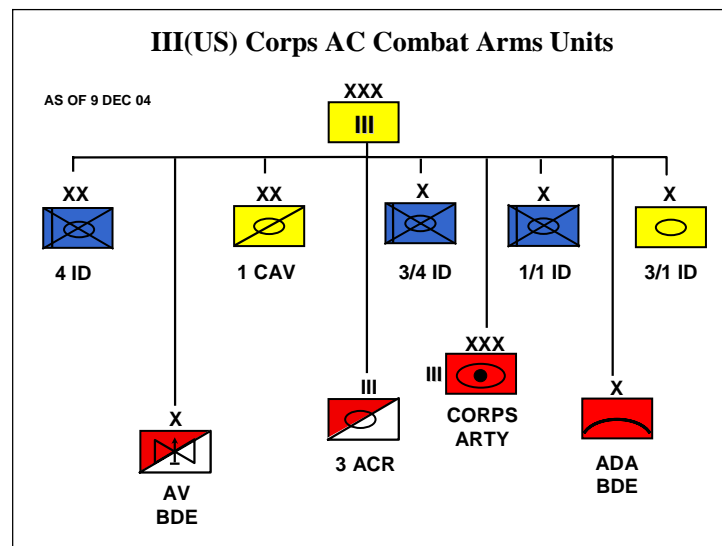 III(US) Corps AC Combat Arms Units
AS OF 9 DEC 04
XXX
III
XX
XX
X
X
X
4 ID
1 CAV
3/4 ID
1/1 ID
3/1 ID
XXX
III
III
X
X
CORPS
ARTY
3 ACR
ADA
BDE
AV
BDE